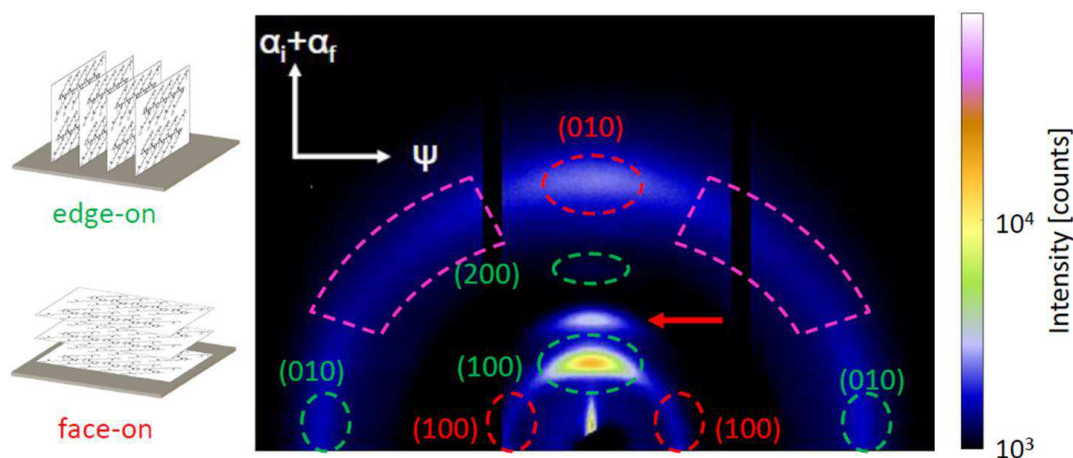 edge-on
face-on
αi+αf
Ψ
(010)
(200)
(100)
(010)
(010)
(100)
(100)
Intensity [counts]
10⁴
10³